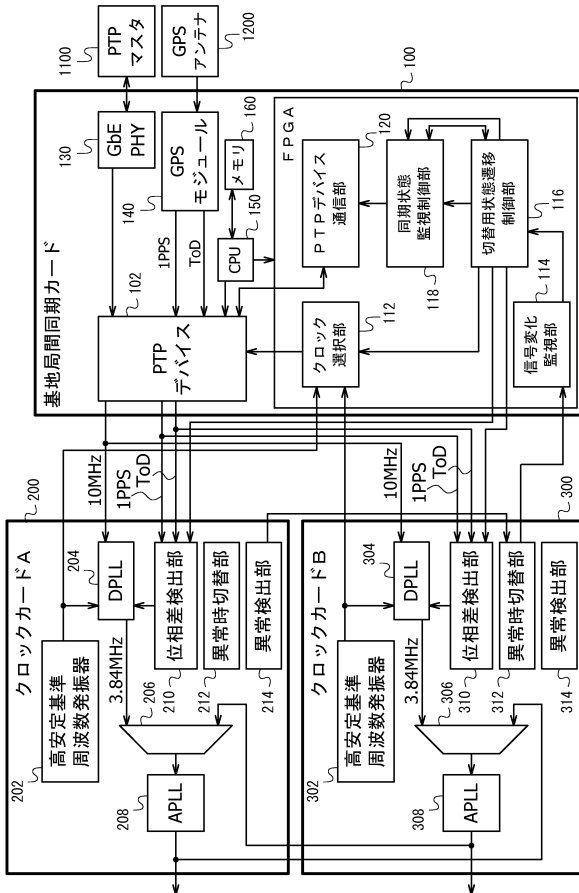 1100
PTP
マスタ
GPS
アンテナ
1200
100
基地局間同期カード
130
GbE
PHY
140
GPS
モジュール
メモリ
160
1PPS
ToD
CPU
150
102
PTP
デバイス
FPGA
PTPデバイス
通信部
120
同期状態
監視制御部
118
切替用状態遷移
制御部
116
クロック
選択部
112
信号変化
監視部
114
10MHz
1PPS
ToD
10MHz
1PPS
ToD
クロックカードA
200
202
高安定基準
周波数発振器
DPLL
204
3.84MHz
206
208
APLL
位相差検出部
210
異常時切替部
212
異常検出部
214
クロックカードB
300
302
高安定基準
周波数発振器
DPLL
304
3.84MHz
306
308
APLL
位相差検出部
310
異常時切替部
312
異常検出部
314